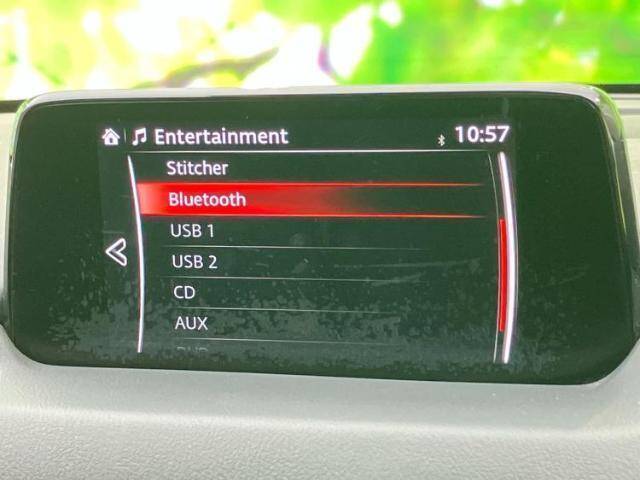 Entertainment 10:57
Stitcher
Bluetooth
USB 1
USB 2
CD
AUX